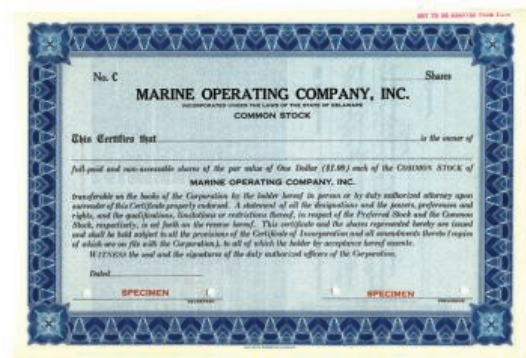 NOT TO BE REMOVED FROM FILE
No. C
Shares
MARINE OPERATING COMPANY, INC.
INCORPORATED UNDER THE LAWS OF THE STATE OF DELAWARE
COMMON STOCK
This Certifies that
is the owner of
full-paid and non-assessable shares of the par value of One Dollar ($1.00) each of the COMMON STOCK of
MARINE OPERATING COMPANY, INC.
transferable on the books of the Corporation by the holder hereof in person or by duly authorized attorney upon
surrender of this Certificate properly endorsed. A statement of all the designations and the powers, preferences and
rights, and the qualifications, limitations or restrictions thereof, in respect of the Preferred Stock and the Common
Stock, respectively, is set forth on the reverse hereof. This certificate and the shares represented hereby are issued
and shall be held subject to all the provisions of the Certificate of Incorporation and all amendments thereto (copies
of which are on file with the Corporation), to all of which the holder by acceptance hereof assents.
WITNESS the seal and the signatures of the duly authorized officers of the Corporation.
Dated
SPECIMEN
SPECIMEN
SECRETARY
PRESIDENT